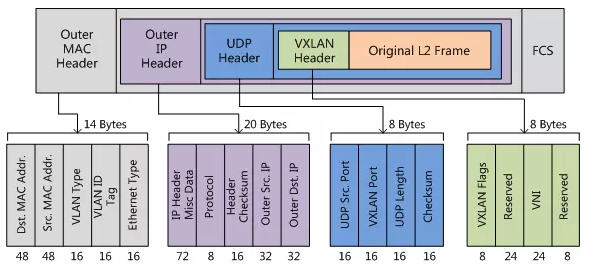 Outer
MAC
Header
Outer
IP
Header
UDP
Header
VXLAN
Header
Original L2 Frame
FCS
14 Bytes
20 Bytes
8 Bytes
8 Bytes
Dst. MAC Addr.
Src. MAC Addr.
VLAN Type
VLAN ID
Tag
Ethernet Type
IP Header
Misc Data
Protocol
Header
Checksum
Outer Src. IP
Outer Dst. IP
UDP Src. Port
VXLAN Port
UDP Length
Checksum
VXLAN Flags
Reserved
VNI
Reserved
48 48 16 16 16
72 8 16 32 32
16 16 16 16
8 24 24 8